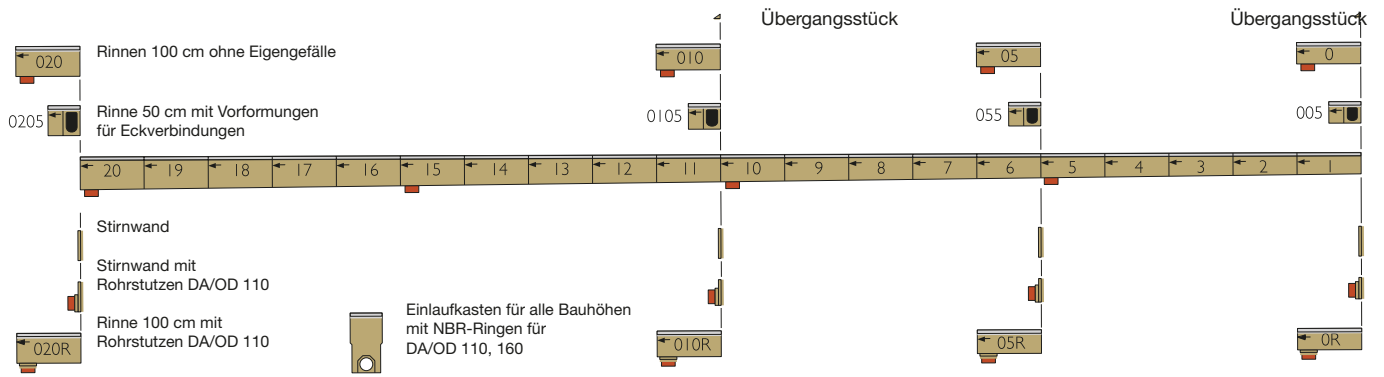 Übergangsstück Übergangsstück
Rinnen 100 cm ohne Eigengefälle
020 010 05 0
Rinne 50 cm mit Vorformungen
für Eckverbindungen
0205 0105 055 005
20 19 18 17 16 15 14 13 12 11 10 9 8 7 6 5 4 3 2 1
Stirnwand
Stirnwand mit
Rohrstutzen DA/OD 110
Rinne 100 cm mit
Rohrstutzen DA/OD 110
020R
Einlaufkasten für alle Bauhöhen
mit NBR-Ringen für
DA/OD 110, 160
010R 05R 0R